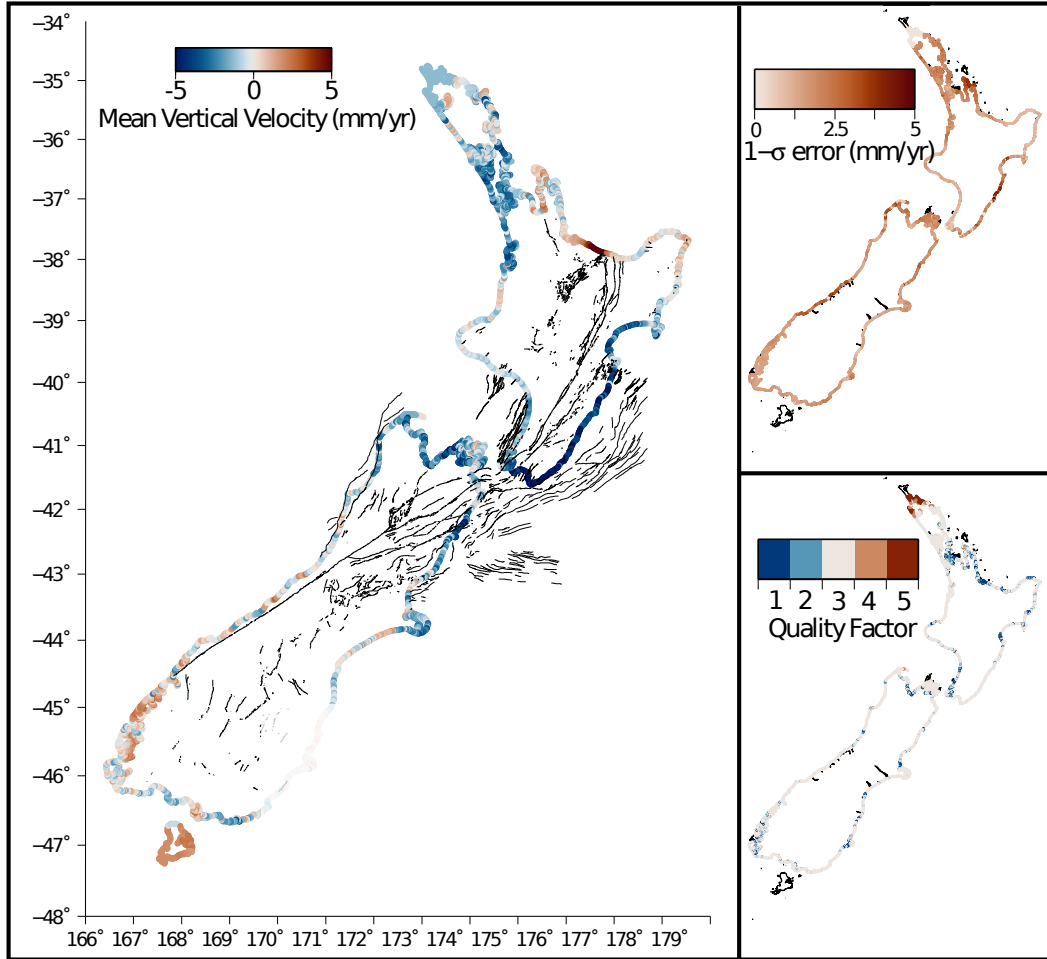 −34°
−35°
−36°
−37°
−38°
−39°
−40°
−41°
−42°
−43°
−44°
−45°
−46°
−47°
−48°
166° 167° 168° 169° 170° 171° 172° 173° 174° 175° 176° 177° 178° 179°
-5 0 5
Mean Vertical Velocity (mm/yr)
0 2.5 5
1−σ error (mm/yr)
1 2 3 4 5
Quality Factor